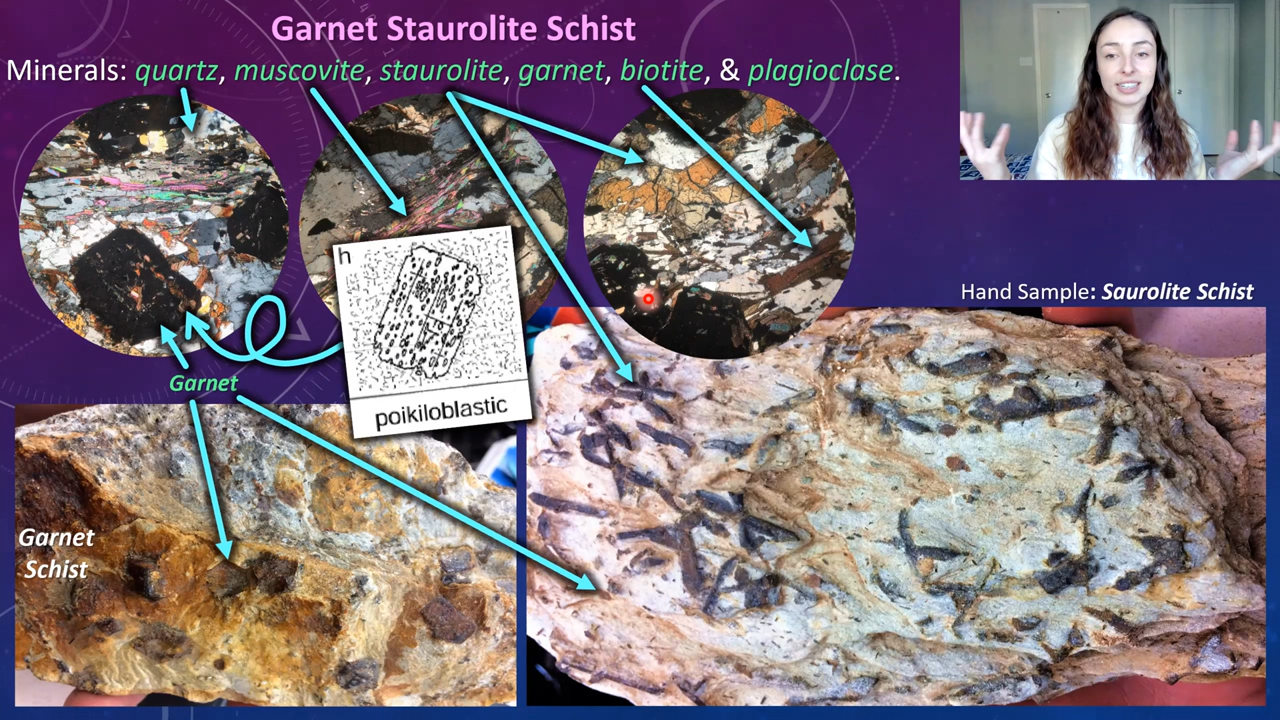 Garnet Staurolite Schist
Minerals: quartz, muscovite, staurolite, garnet, biotite, & plagioclase.
h
poikiloblastic
Garnet
Hand Sample: Saurolite Schist
Garnet
Schist